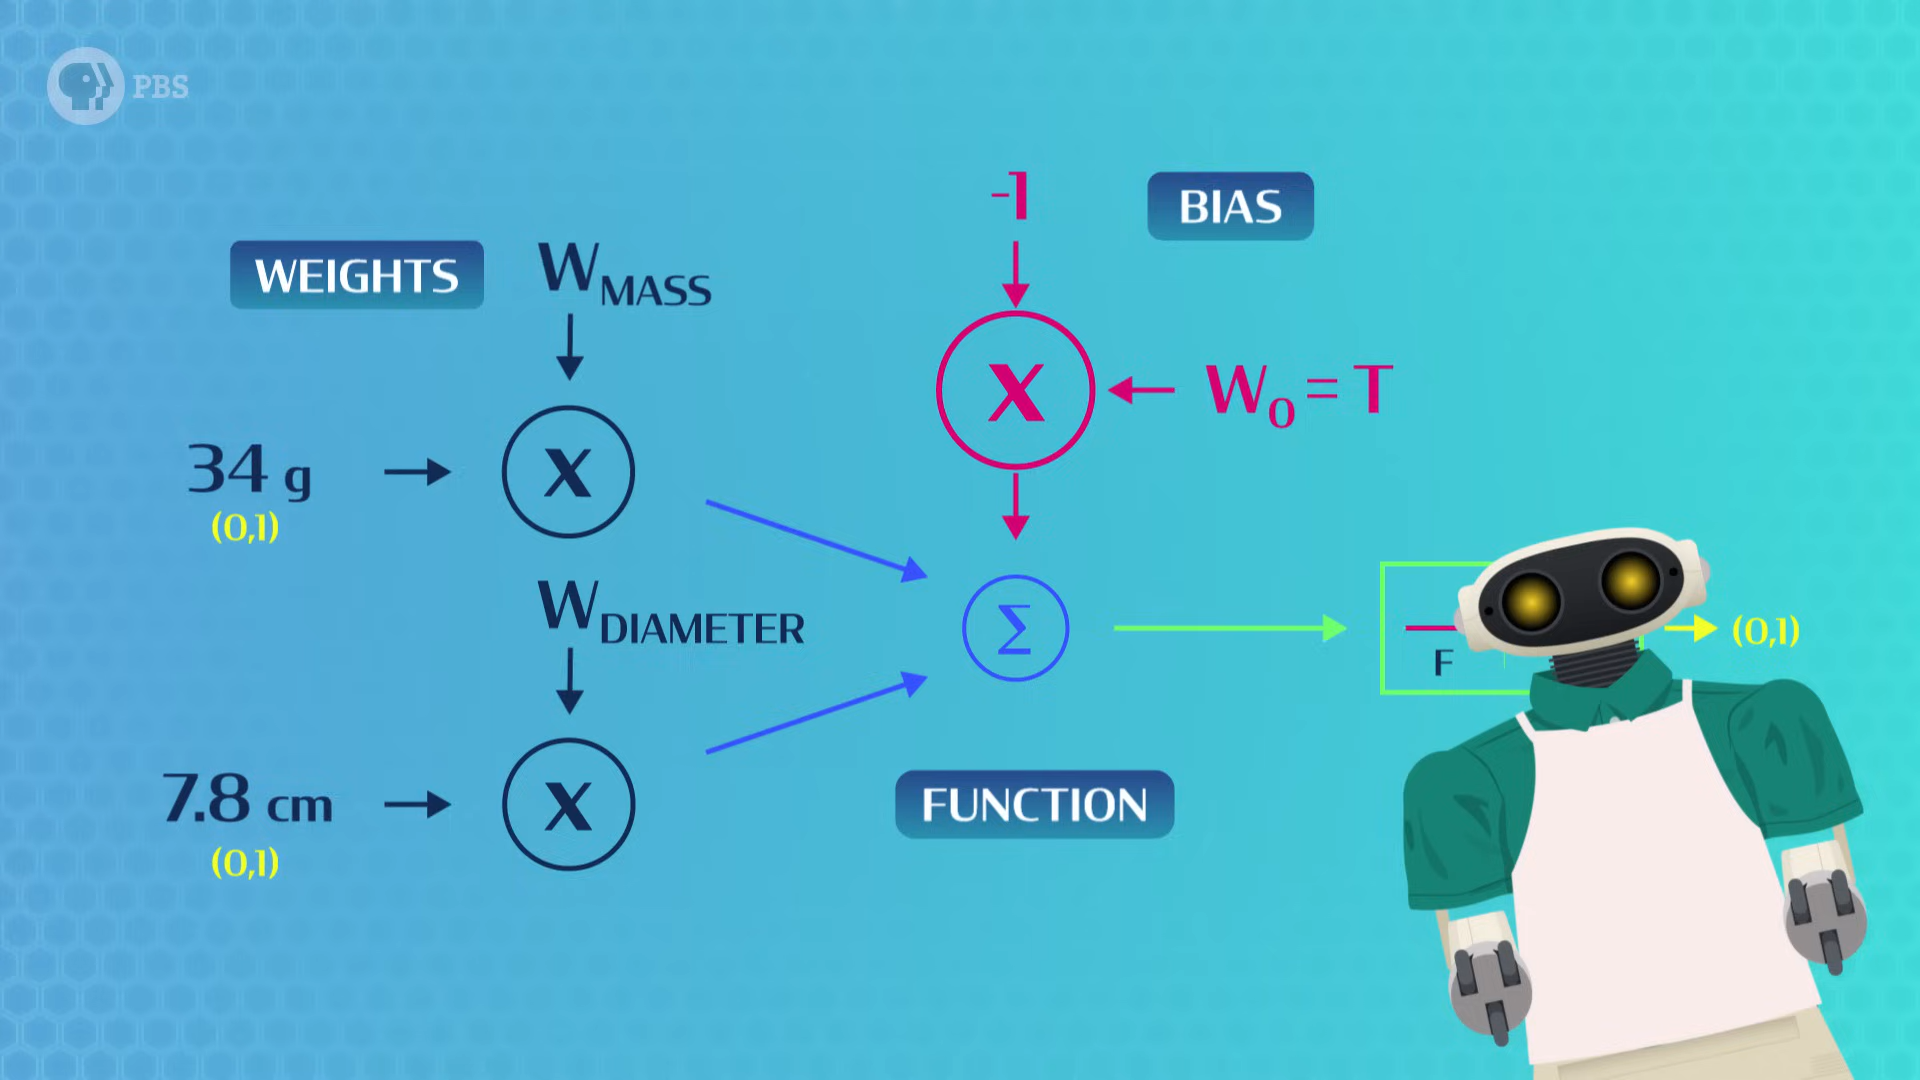 PBS
-1
BIAS
WEIGHTS
W MASS
X
W₀ = T
34 g
X
(0,1)
W DIAMETER
Σ
(0,1)
F
7.8 cm
X
FUNCTION
(0,1)